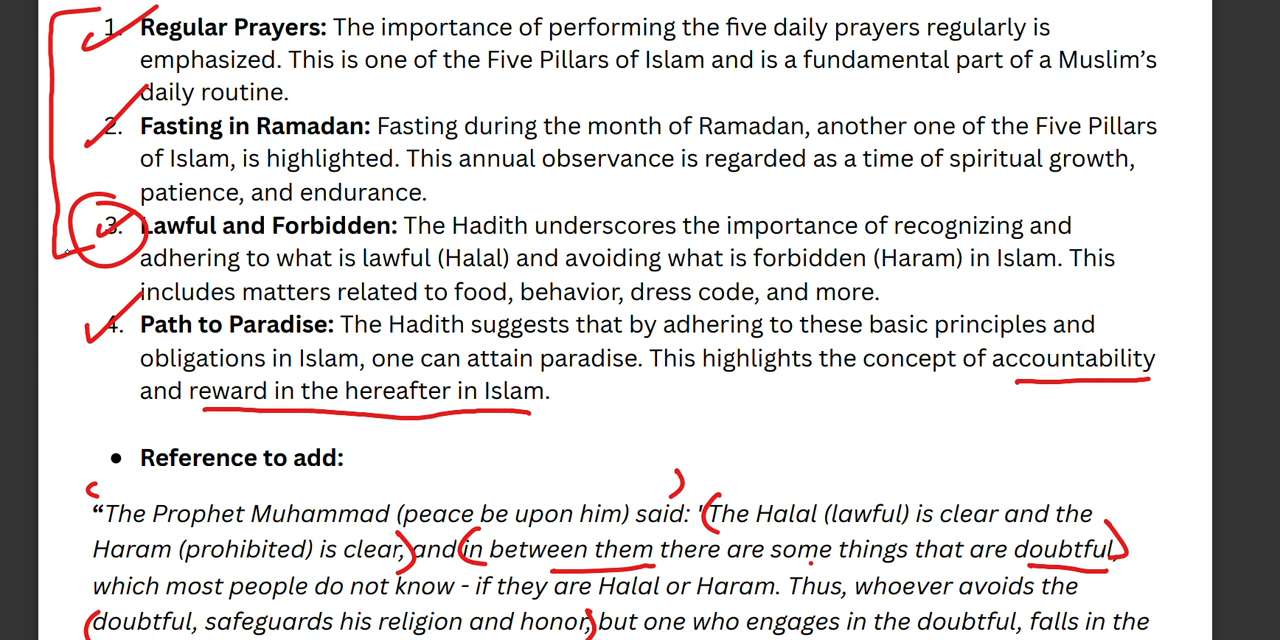 1. Regular Prayers: The importance of performing the five daily prayers regularly is
emphasized. This is one of the Five Pillars of Islam and is a fundamental part of a Muslim’s
daily routine.
2. Fasting in Ramadan: Fasting during the month of Ramadan, another one of the Five Pillars
of Islam, is highlighted. This annual observance is regarded as a time of spiritual growth,
patience, and endurance.
3. Lawful and Forbidden: The Hadith underscores the importance of recognizing and
adhering to what is lawful (Halal) and avoiding what is forbidden (Haram) in Islam. This
includes matters related to food, behavior, dress code, and more.
4. Path to Paradise: The Hadith suggests that by adhering to these basic principles and
obligations in Islam, one can attain paradise. This highlights the concept of accountability
and reward in the hereafter in Islam.
● Reference to add:
“The Prophet Muhammad (peace be upon him) said: 'The Halal (lawful) is clear and the
Haram (prohibited) is clear, and in between them there are some things that are doubtful,
which most people do not know - if they are Halal or Haram. Thus, whoever avoids the
doubtful, safeguards his religion and honor, but one who engages in the doubtful, falls in the